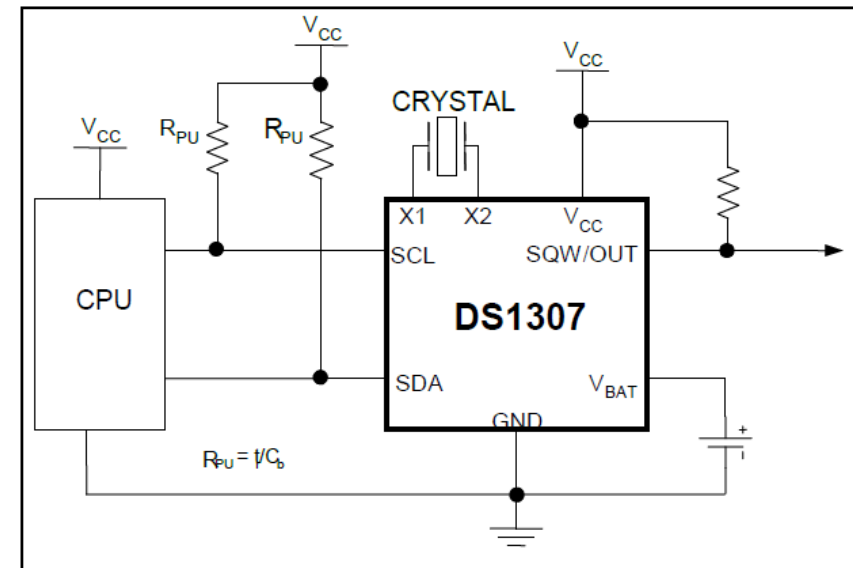 VCC
VCC
CRYSTAL
VCC
RPU
RPU
X1
X2
VCC
SCL
SQW/OUT
CPU
DS1307
SDA
VBAT
GND
+
-
RPU = tr/Cb